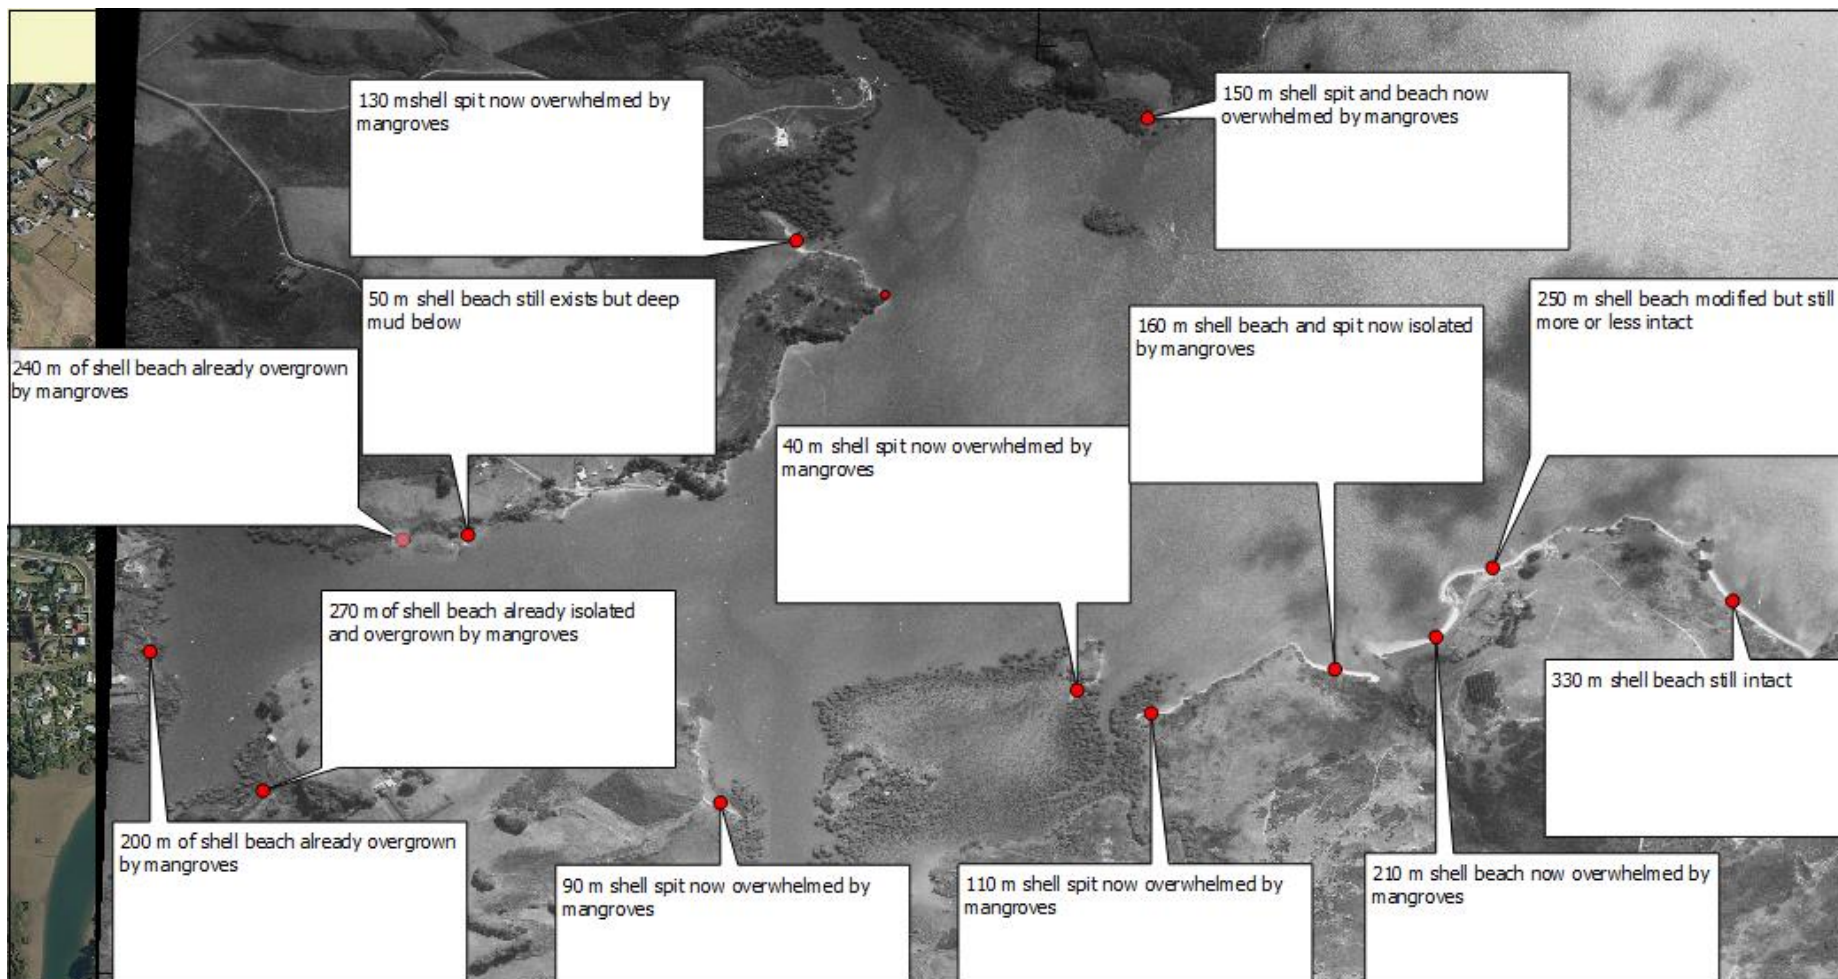 130 mshell spit now overwhelmed by
mangroves
150 m shell spit and beach now
overwhelmed by mangroves
50 m shell beach still exists but deep
mud below
250 m shell beach modified but still
more or less intact
160 m shell beach and spit now isolated
by mangroves
240 m of shell beach already overgrown
by mangroves
40 m shell spit now overwhelmed by
mangroves
270 m of shell beach already isolated
and overgrown by mangroves
330 m shell beach still intact
200 m of shell beach already overgrown
by mangroves
90 m shell spit now overwhelmed by
mangroves
110 m shell spit now overwhelmed by
mangroves
210 m shell beach now overwhelmed by
mangroves